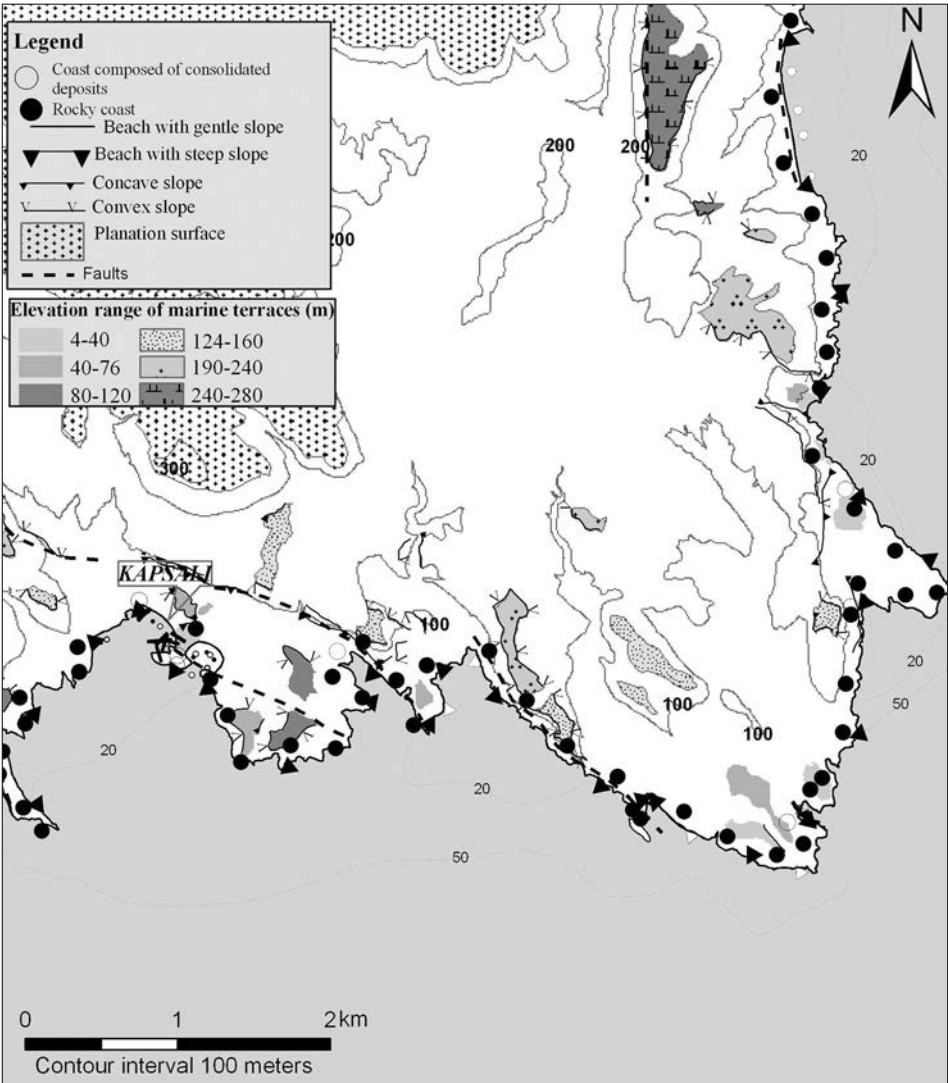 N
Legend
Coast composed of consolidated
deposits
Rocky coast
Beach with gentle slope
Beach with steep slope
Concave slope
Convex slope
Planation surface
Faults
Elevation range of marine terraces (m)
4-40
124-160
40-76
190-240
80-120
240-280
200
200
200
20
20
300
KAPSALI
100
20
50
100
100
20
20
50
0
1
2 km
Contour interval 100 meters